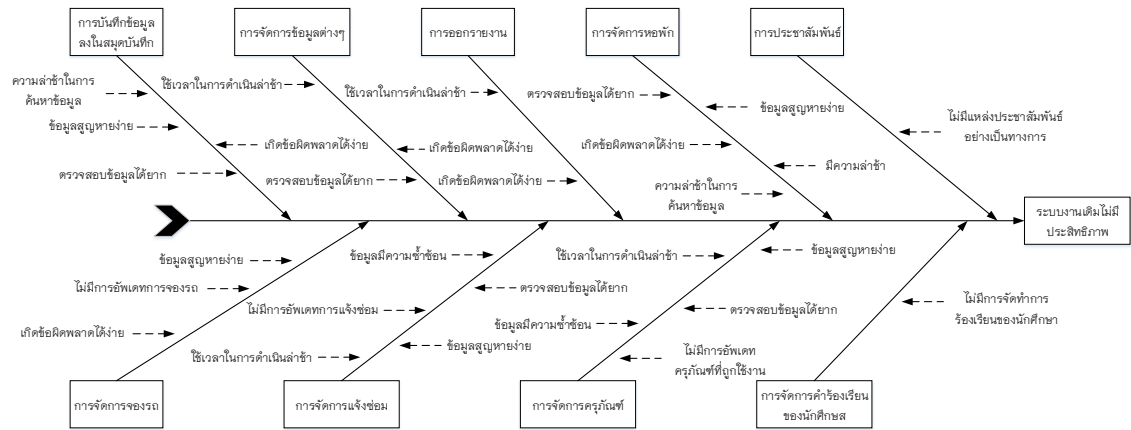 การบันทึกข้อมูล
ลงในสมุดบันทึก
การจัดการข้อมูลต่างๆ
การออกรายงาน
การจัดการหอพัก
การประชาสัมพันธ์
ความล่าช้าในการ
ค้นหาข้อมูล
ข้อมูลสูญหายง่าย
เกิดข้อผิดพลาดได้ง่าย
ตรวจสอบข้อมูลได้ยาก
ใช้เวลาในการดำเนินล่าช้า
เกิดข้อผิดพลาดได้ง่าย
ตรวจสอบข้อมูลได้ยาก
ใช้เวลาในการดำเนินล่าช้า
เกิดข้อผิดพลาดได้ง่าย
ตรวจสอบข้อมูลได้ยาก
ข้อมูลสูญหายง่าย
เกิดข้อผิดพลาดได้ง่าย
มีความล่าช้า
ความล่าช้าในการ
ค้นหาข้อมูล
ไม่มีแหล่งประชาสัมพันธ์
อย่างเป็นทางการ
ระบบงานเดิมไม่มี
ประสิทธิภาพ
ข้อมูลสูญหายง่าย
ไม่มีการอัพเดทการจองรถ
เกิดข้อผิดพลาดได้ง่าย
ข้อมูลมีความซ้ำซ้อน
ตรวจสอบข้อมูลได้ยาก
ไม่มีการอัพเดทการแจ้งซ่อม
ข้อมูลสูญหายง่าย
ใช้เวลาในการดำเนินล่าช้า
ข้อมูลสูญหายง่าย
ใช้เวลาในการดำเนินล่าช้า
ตรวจสอบข้อมูลได้ยาก
ข้อมูลมีความซ้ำซ้อน
ไม่มีการอัพเดท
ครุภัณฑ์ที่ถูกใช้งาน
ไม่มีการจัดทำการ
ร้องเรียนของนักศึกษา
การจัดการจองรถ
การจัดการแจ้งซ่อม
การจัดการครุภัณฑ์
การจัดการคำร้องเรียน
ของนักศึกษส